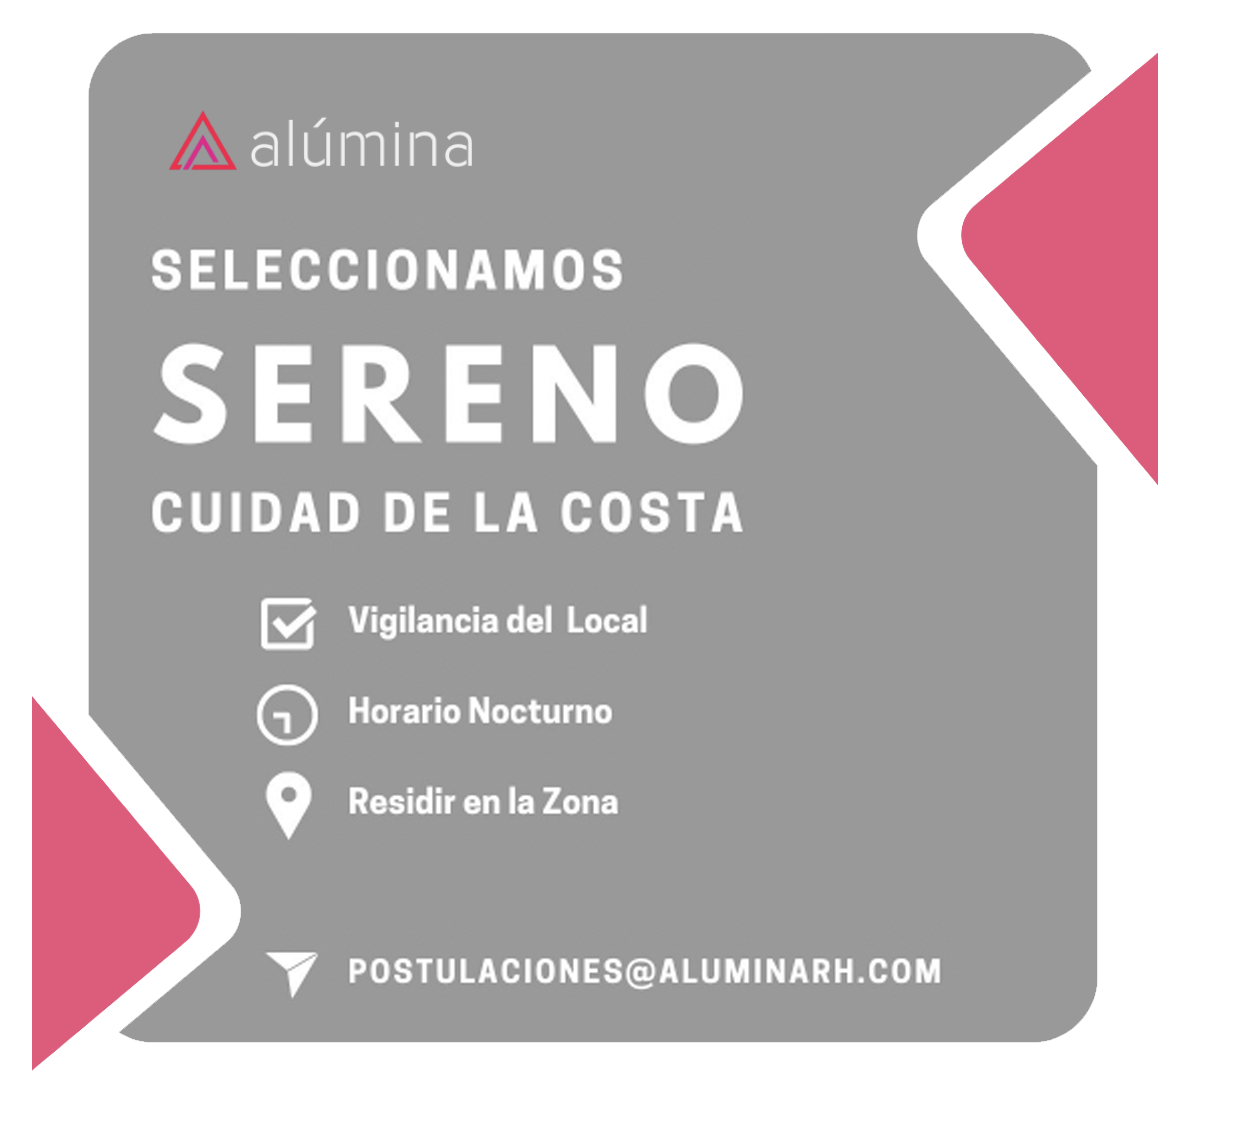 alúmina
SELECCIONAMOS
SERENO
CUIDAD DE LA COSTA
Vigilancia del Local
Horario Nocturno
Residir en la Zona
POSTULACIONES@ALUMINARH.COM